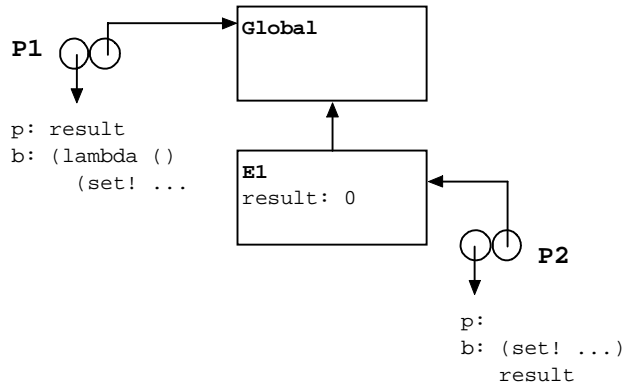 Global
P1
p: result
b: (lambda ()
(set! ...
E1
result: 0
P2
p:
b: (set! ...)
result